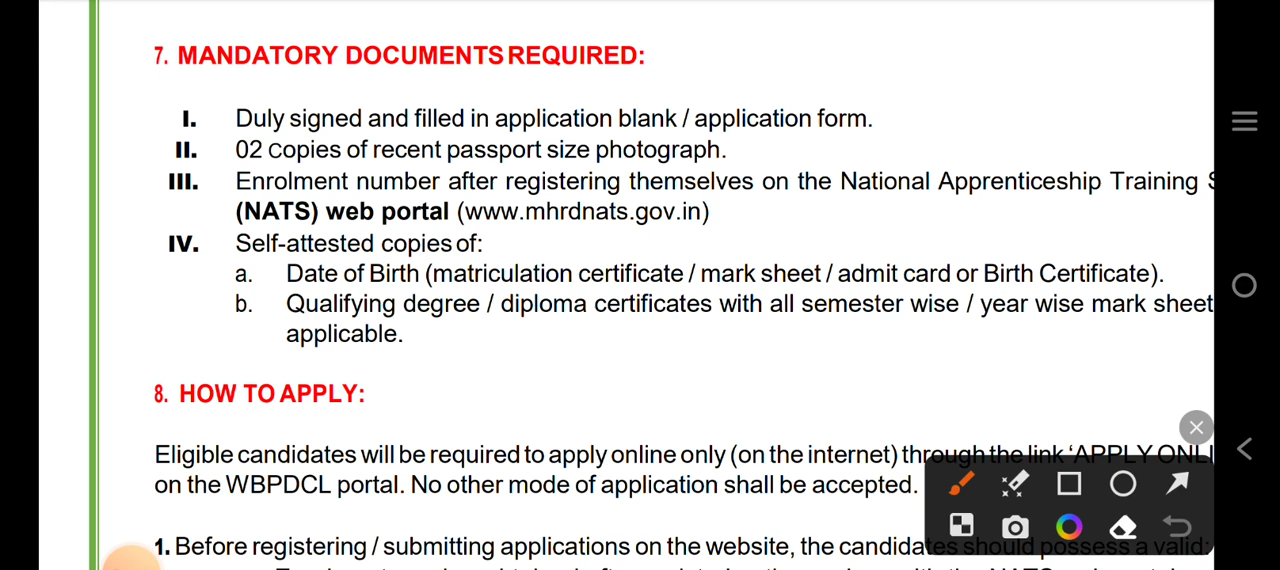 7. MANDATORY DOCUMENTS REQUIRED:
I. Duly signed and filled in application blank / application form.
II. 02 Copies of recent passport size photograph.
III. Enrolment number after registering themselves on the National Apprenticeship Training
(NATS) web portal (www.mhrdnats.gov.in)
IV. Self-attested copies of:
a. Date of Birth (matriculation certificate / mark sheet / admit card or Birth Certificate).
b. Qualifying degree / diploma certificates with all semester wise / year wise mark sheet
applicable.
8. HOW TO APPLY:
Eligible candidates will be required to apply online only (on the internet) through the link ‘APPLY ONLI
on the WBPDCL portal. No other mode of application shall be accepted.
1. Before registering / submitting applications on the website, the candidates should possess a valid: